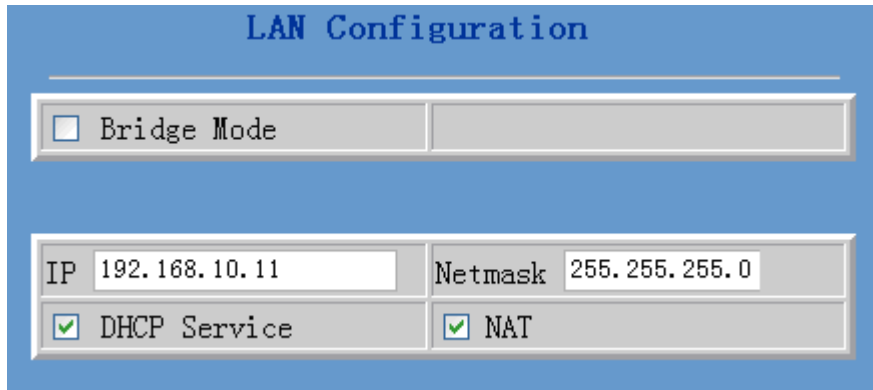 LAN Configuration
Bridge Mode
IP 192.168.10.11 Netmask 255.255.255.0
DHCP Service NAT